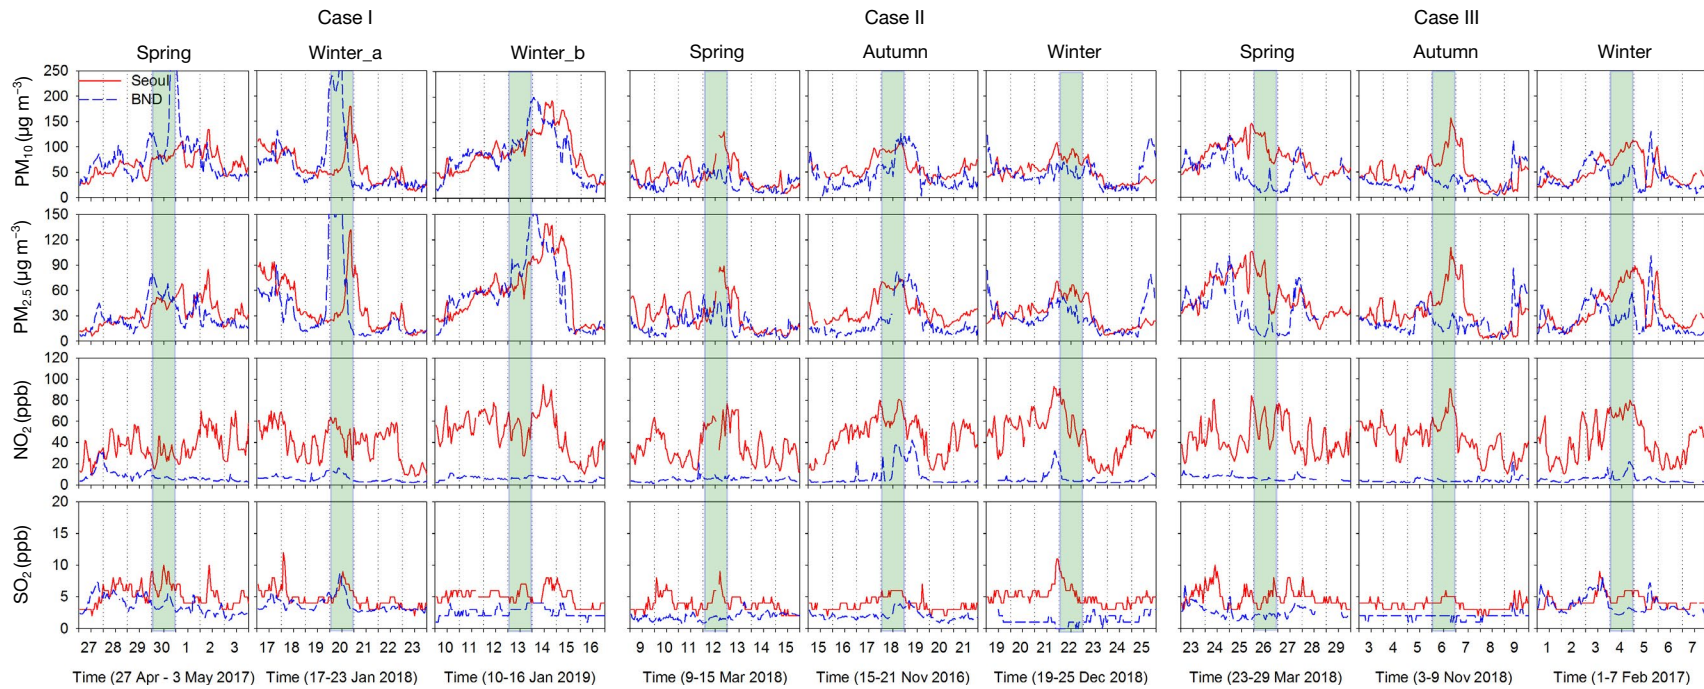 Case I Case II Case III
Spring Winter_a Winter_b Spring Autumn Winter Spring Autumn Winter
PM₁₀ (µg m⁻³)
250
200
150
100
50
0
Seoul
BND
PM₂.₅ (µg m⁻³)
150
120
90
60
30
0
NO₂ (ppb)
120
100
80
60
40
20
0
SO₂ (ppb)
20
15
10
5
0
27 28 29 30 1 2 3 17 18 19 20 21 22 23 10 11 12 13 14 15 16 9 10 11 12 13 14 15 15 16 17 18 19 20 21 19 20 21 22 23 24 25 23 24 25 26 27 28 29 3 4 5 6 7 8 9 1 2 3 4 5 6 7
Time (27 Apr - 3 May 2017) Time (17-23 Jan 2018) Time (10-16 Jan 2019) Time (9-15 Mar 2018) Time (15-21 Nov 2016) Time (19-25 Dec 2018) Time (23-29 Mar 2018) Time (3-9 Nov 2018) Time (1-7 Feb 2017)